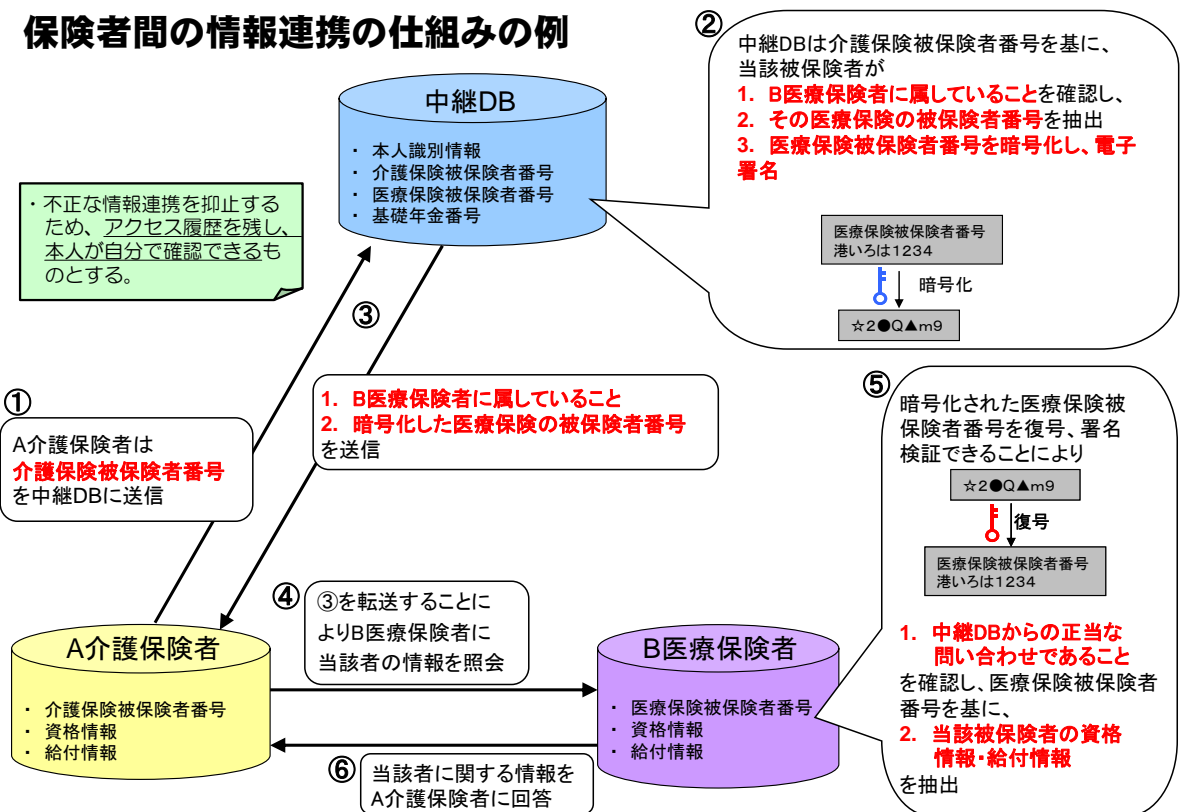 保険者間の情報連携の仕組みの例
②
中継DBは介護保険被保険者番号を基に、
当該被保険者が
1. B医療保険者に属していることを確認し、
2. その医療保険の被保険者番号を抽出
3. 医療保険被保険者番号を暗号化し、電子
署名
医療保険被保険者番号
港いろは1234
暗号化
☆2●Q▲m9
中継DB
・ 本人識別情報
・ 介護保険被保険者番号
・ 医療保険被保険者番号
・ 基礎年金番号
・不正な情報連携を抑止する
ため、アクセス履歴を残し、
本人が自分で確認できるも
のとする。
③
1. B医療保険者に属していること
2. 暗号化した医療保険の被保険者番号
を送信
①
A介護保険者は
介護保険被保険者番号
を中継DBに送信
⑤
暗号化された医療保険被
保険者番号を復号、署名
検証できることにより
☆2●Q▲m9
復号
医療保険被保険者番号
港いろは1234
1. 中継DBからの正当な
問い合わせであること
を確認し、医療保険被保険者
番号を基に、
2. 当該被保険者の資格
情報・給付情報
を抽出
④
③を転送することに
よりB医療保険者に
当該者の情報を照会
A介護保険者
・ 介護保険被保険者番号
・ 資格情報
・ 給付情報
B医療保険者
・ 医療保険被保険者番号
・ 資格情報
・ 給付情報
⑥
当該者に関する情報を
A介護保険者に回答